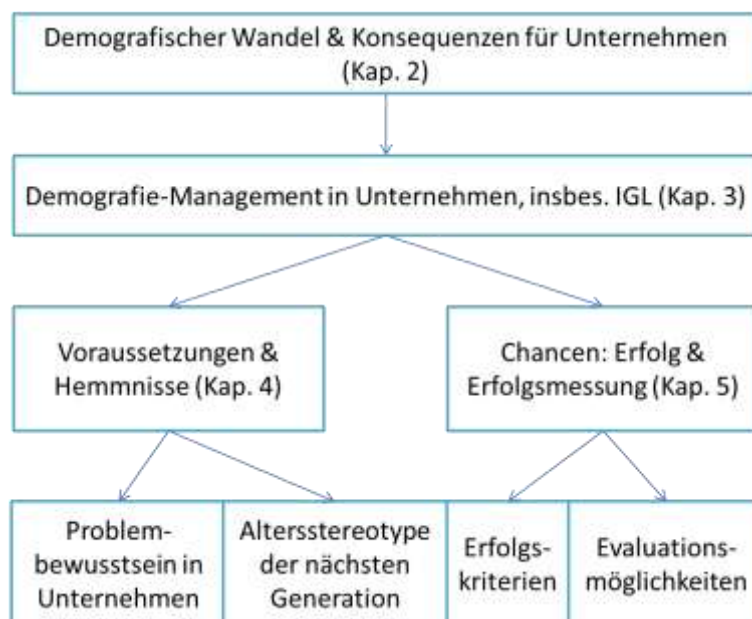 Demografischer Wandel & Konsequenzen für Unternehmen
(Kap. 2)
Demografie-Management in Unternehmen, insbes. IGL (Kap. 3)
Voraussetzungen &
Hemmnisse (Kap. 4)
Chancen: Erfolg &
Erfolgsmessung (Kap. 5)
Problem-
bewusstsein in
Unternehmen
Altersstereotype
der nächsten
Generation
Erfolgs-
kriterien
Evaluations-
möglichkeiten